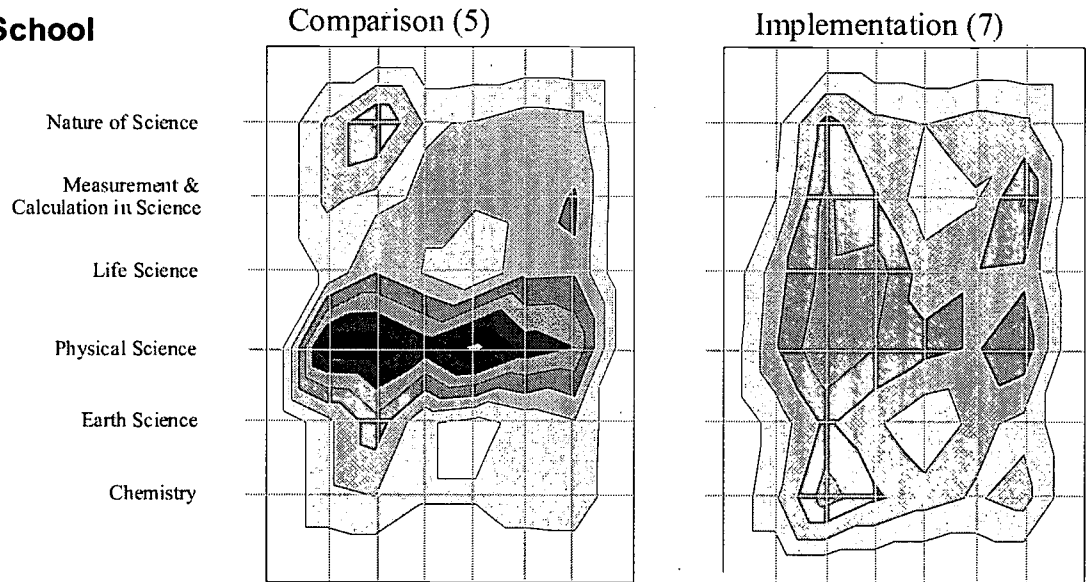 School
Comparison (5)
Implementation (7)
Nature of Science
Measurement &
Calculation in Science
Life Science
Physical Science
Earth Science
Chemistry